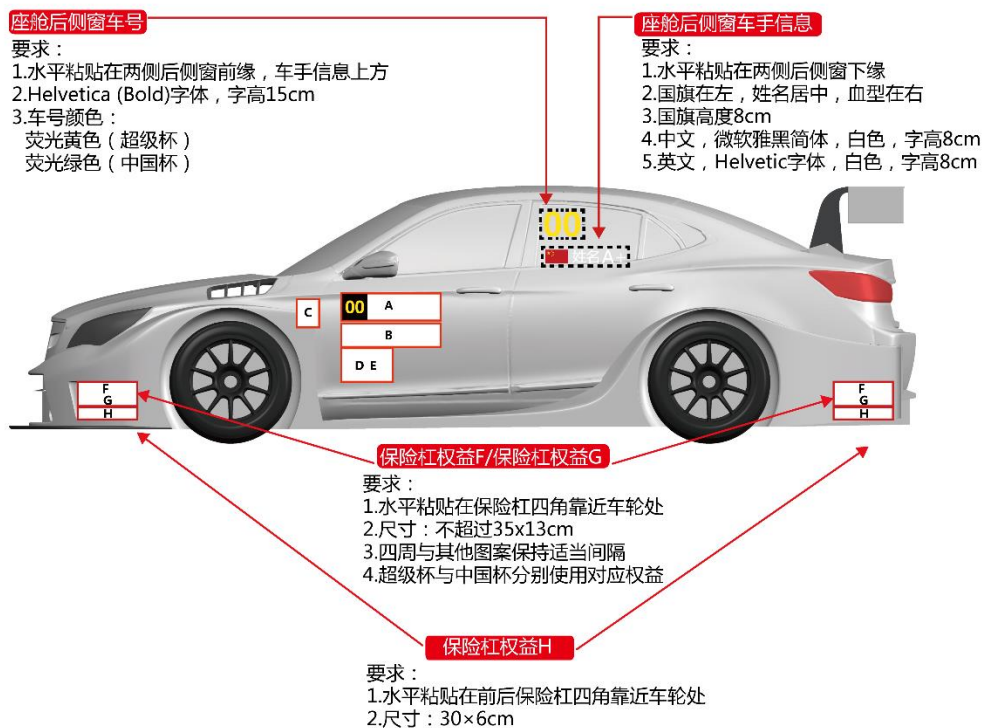 座舱后侧窗车号
要求：
1.水平粘贴在两侧后侧窗前缘，车手信息上方
2.Helvetica (Bold)字体，字高15cm
3.车号颜色：
荧光黄色（超级杯）
荧光绿色（中国杯）
座舱后侧窗车手信息
要求：
1.水平粘贴在两侧后侧窗下缘
2.国旗在左，姓名居中，血型在右
3.国旗高度8cm
4.中文，微软雅黑简体，白色，字高8cm
5.英文，Helvetic字体，白色，字高8cm
00
姓名A+
C
00 A
B
D E
F
G
H
F
G
H
保险杠权益F/保险杠权益G
要求：
1.水平粘贴在保险杠四角靠近车轮处
2.尺寸：不超过35x13cm
3.四周与其他图案保持适当间隔
4.超级杯与中国杯分别使用对应权益
保险杠权益H
要求：
1.水平粘贴在前后保险杠四角靠近车轮处
2.尺寸：30×6cm